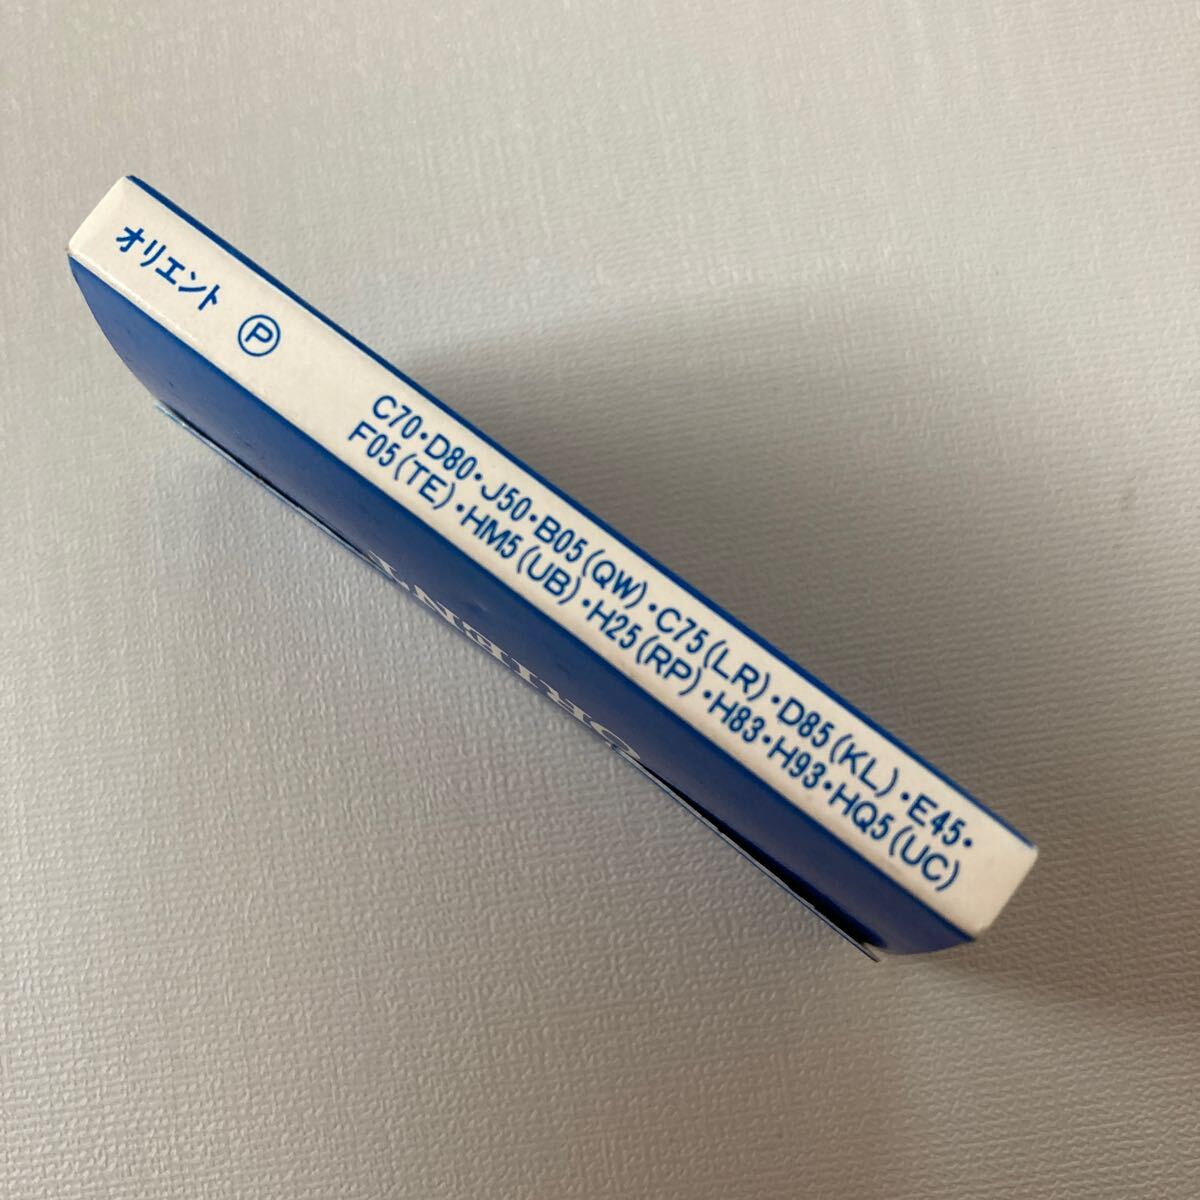 オリエント Ⓟ
C70・D80・J50・B05(QW)・C75(LR)・D85(KL)・E45・
F05(TE)・HM5(UB)・H25(RP)・H83・H93・HQ5(UC)
ORIENT